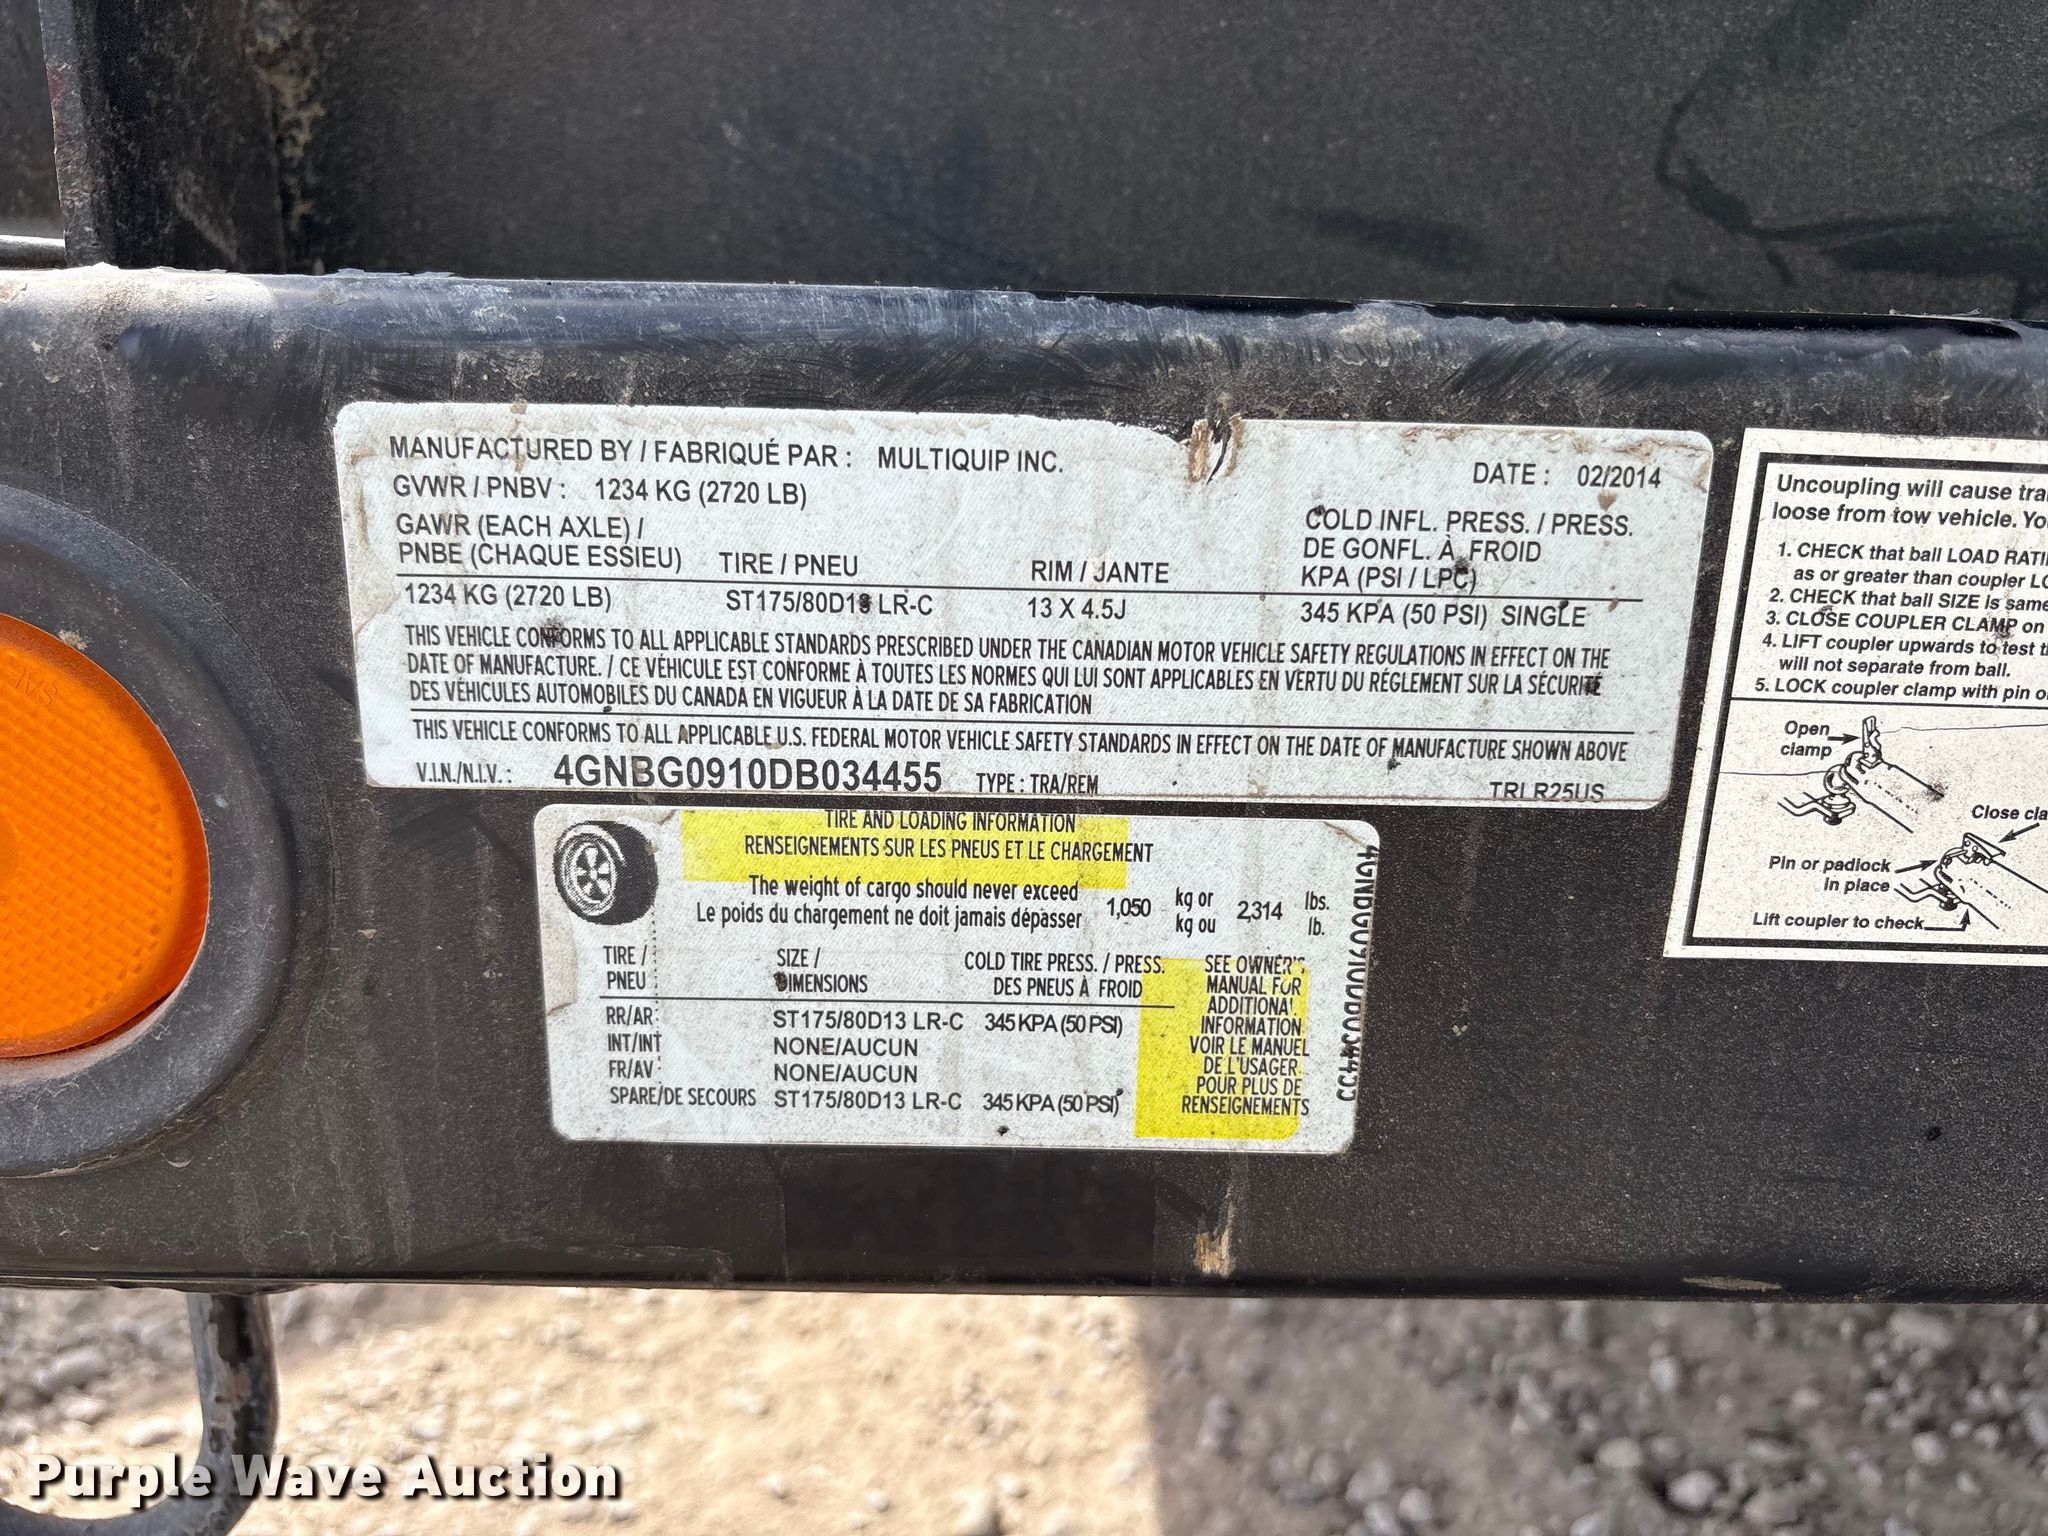 MANUFACTURED BY / FABRIQUÉ PAR : MULTIQUIP INC.
DATE : 02/2014
GVWR / PNBV : 1234 KG (2720 LB)
GAWR (EACH AXLE) /
PNBE (CHAQUE ESSIEU)
TIRE / PNEU
RIM / JANTE
COLD INFL. PRESS. / PRESS.
DE GONFL. À FROID
KPA (PSI / LPC)
1234 KG (2720 LB) ST175/80D13 LR-C 13 X 4.5J 345 KPA (50 PSI) SINGLE
THIS VEHICLE CONFORMS TO ALL APPLICABLE STANDARDS PRESCRIBED UNDER THE CANADIAN MOTOR VEHICLE SAFETY REGULATIONS IN EFFECT ON THE
DATE OF MANUFACTURE. / CE VÉHICULE EST CONFORME À TOUTES LES NORMES QUI LUI SONT APPLICABLES EN VERTU DU RÉGLEMENT SUR LA SÉCURITÉ
DES VÉHICULES AUTOMOBILES DU CANADA EN VIGUEUR À LA DATE DE SA FABRICATION
THIS VEHICLE CONFORMS TO ALL APPLICABLE U.S. FEDERAL MOTOR VEHICLE SAFETY STANDARDS IN EFFECT ON THE DATE OF MANUFACTURE SHOWN ABOVE
V.I.N./N.I.V.: 4GNBG0910DB034455 TYPE : TRA/REM TRLR25US
TIRE AND LOADING INFORMATION
RENSEIGNEMENTS SUR LES PNEUS ET LE CHARGEMENT
The weight of cargo should never exceed
Le poids du chargement ne doit jamais dépasser
1,050
kg or
kg ou
2,314
lbs.
lb.
TIRE /
PNEU
SIZE /
DIMENSIONS
COLD TIRE PRESS. / PRESS.
DES PNEUS À FROID
RR/AR: ST175/80D13 LR-C 345 KPA (50 PSI)
INT/INT NONE/AUCUN
FR/AV: NONE/AUCUN
SPARE/DE SECOURS ST175/80D13 LR-C 345 KPA (50 PSI)
SEE OWNER'S
MANUAL FOR
ADDITIONAL
INFORMATION
VOIR LE MANUEL
DE L'USAGER
POUR PLUS DE
RENSEIGNEMENTS
4GNBG0910DB034455
Uncoupling will cause
loose from tow vehicle.
1. CHECK that ball LOAD
as or greater than coupler
2. CHECK that ball SIZE is same
3. CLOSE COUPLER CLAMP on
4. LIFT coupler upwards to test
will not separate from ball.
5. LOCK coupler clamp with pin
Open
clamp
Close
Pin or padlock
in place
Lift coupler to check
Purple Wave Auction